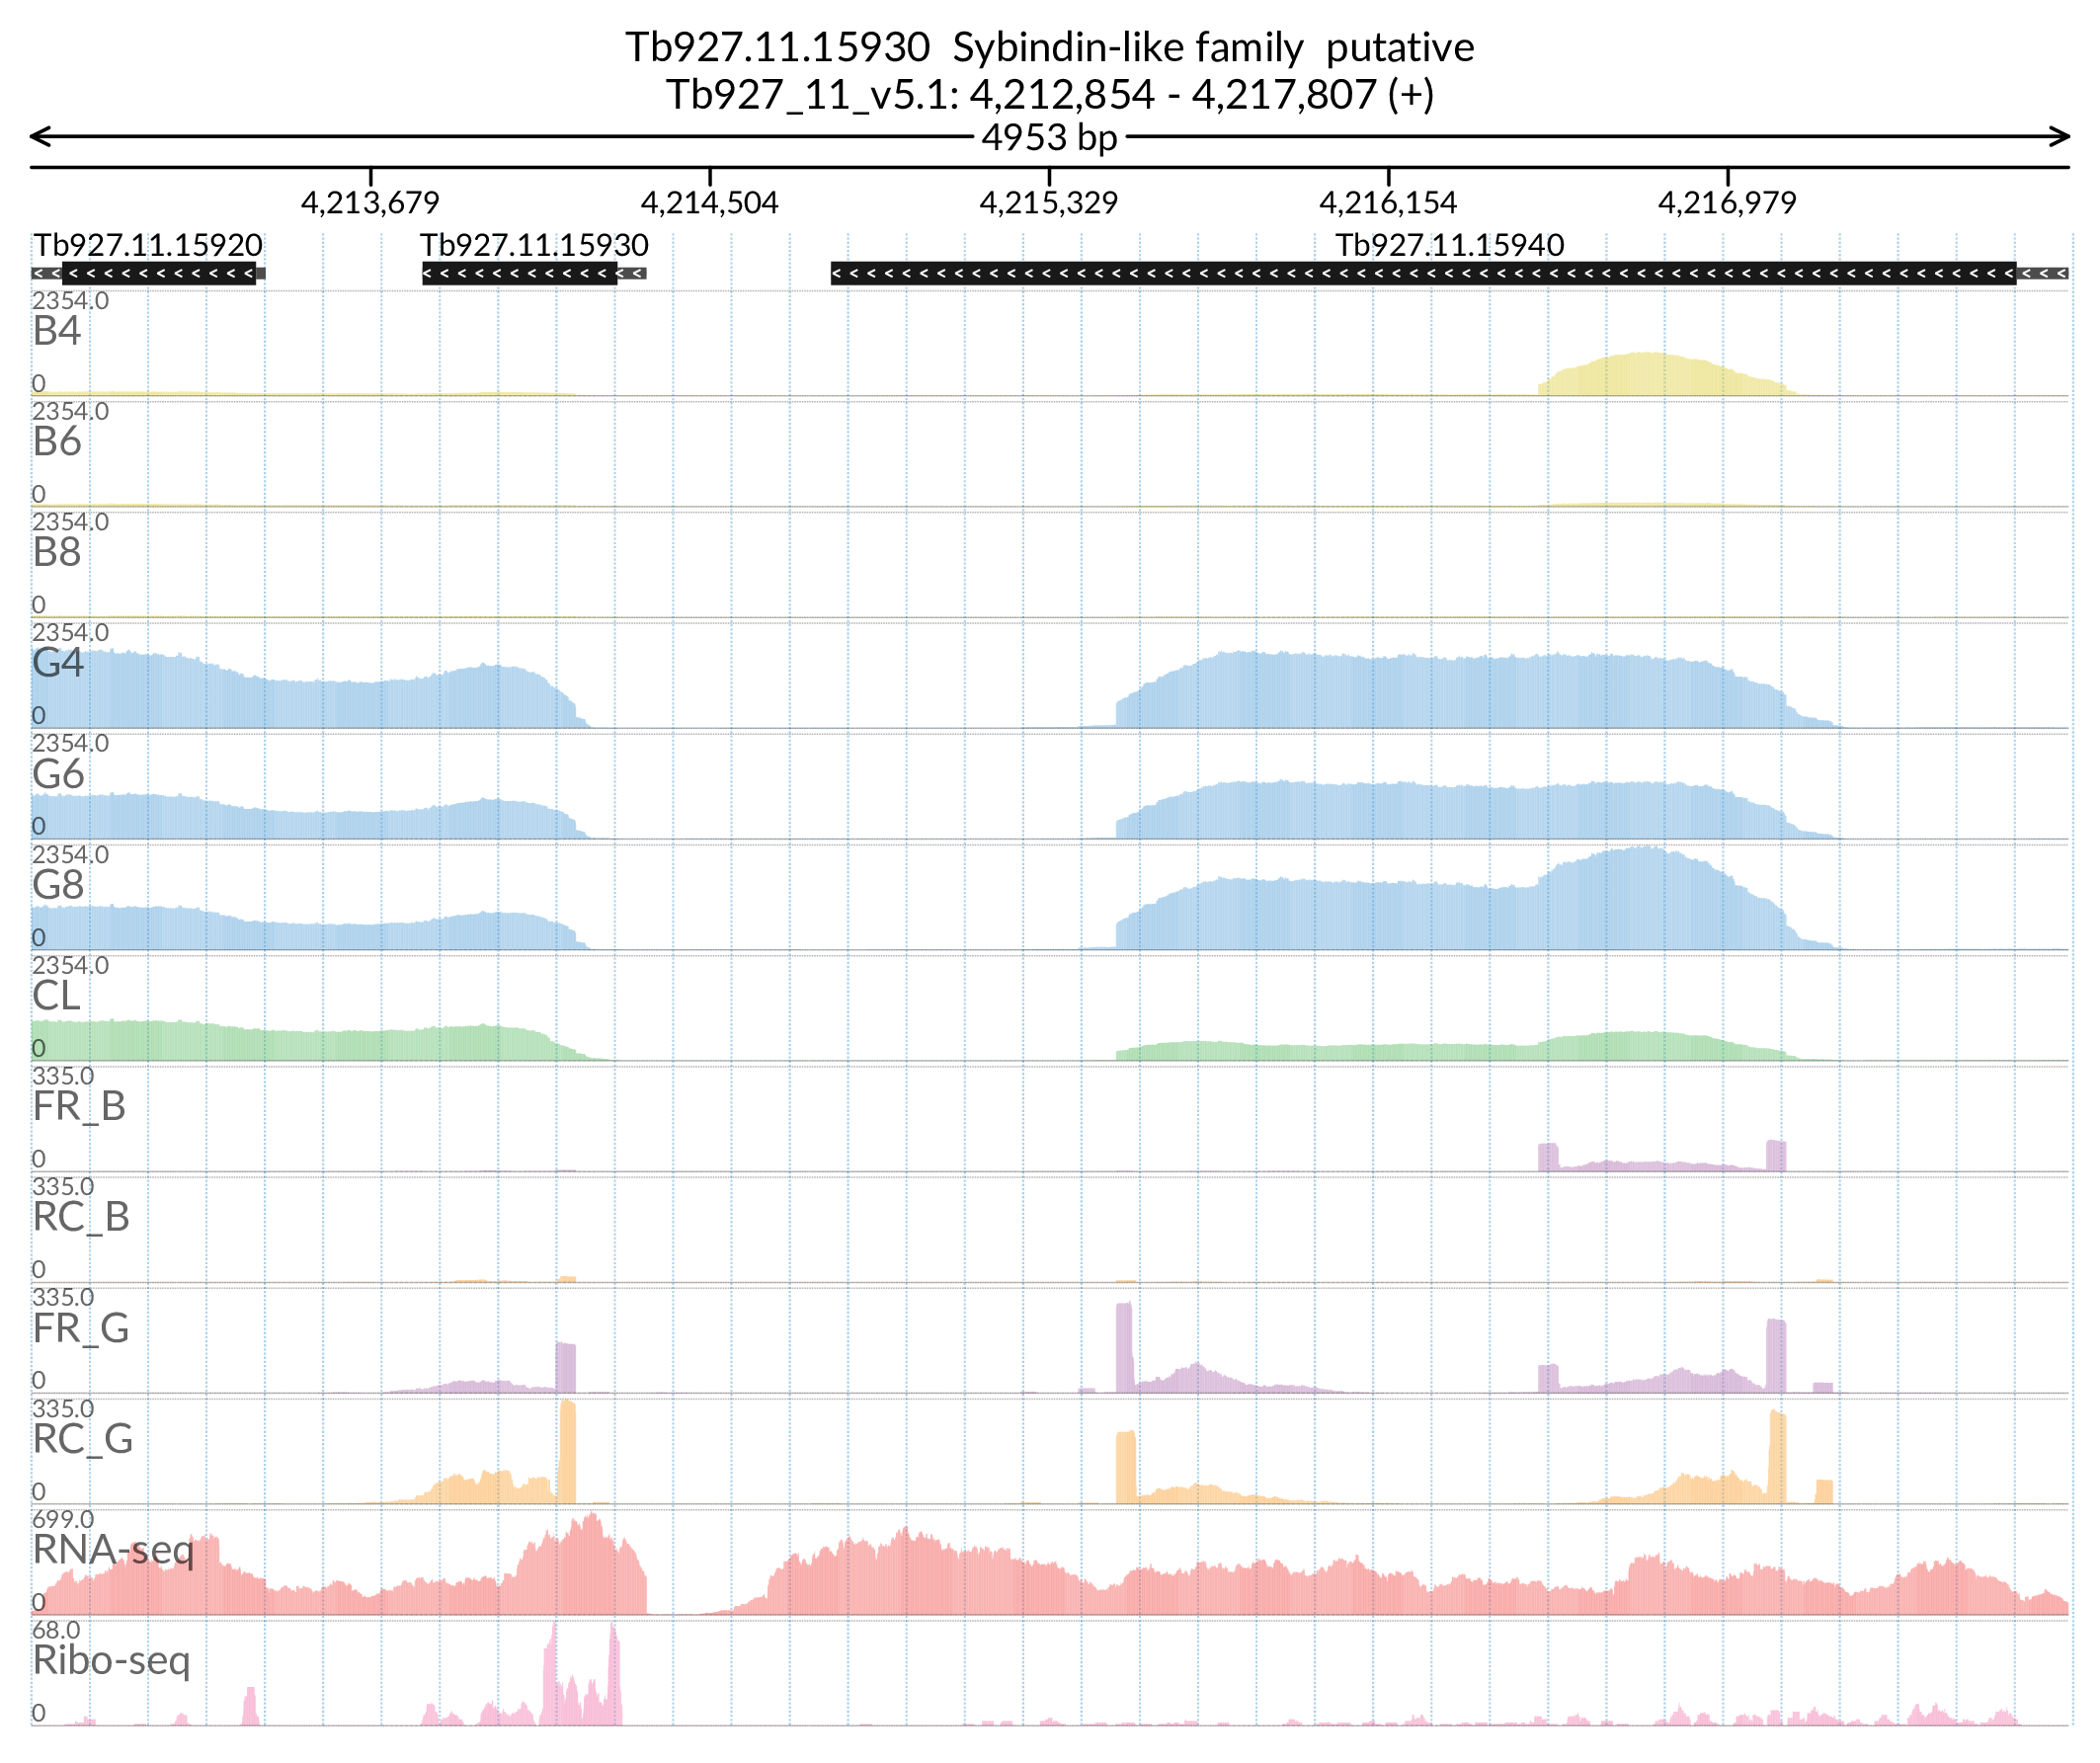 Tb927.11.15930 Sybindin-like family putative
Tb927_11_v5.1: 4,212,854 - 4,217,807 (+)
4953 bp
4,213,679 4,214,504 4,215,329 4,216,154 4,216,979
Tb927.11.15920 Tb927.11.15930 Tb927.11.15940
2354.0
B4
0
2354.0
B6
0
2354.0
B8
0
2354.0
G4
0
2354.0
G6
0
2354.0
G8
0
2354.0
CL
0
335.0
FR_B
0
335.0
RC_B
0
335.0
FR_G
0
335.0
RC_G
0
699.0
RNA-seq
0
68.0
Ribo-seq
0